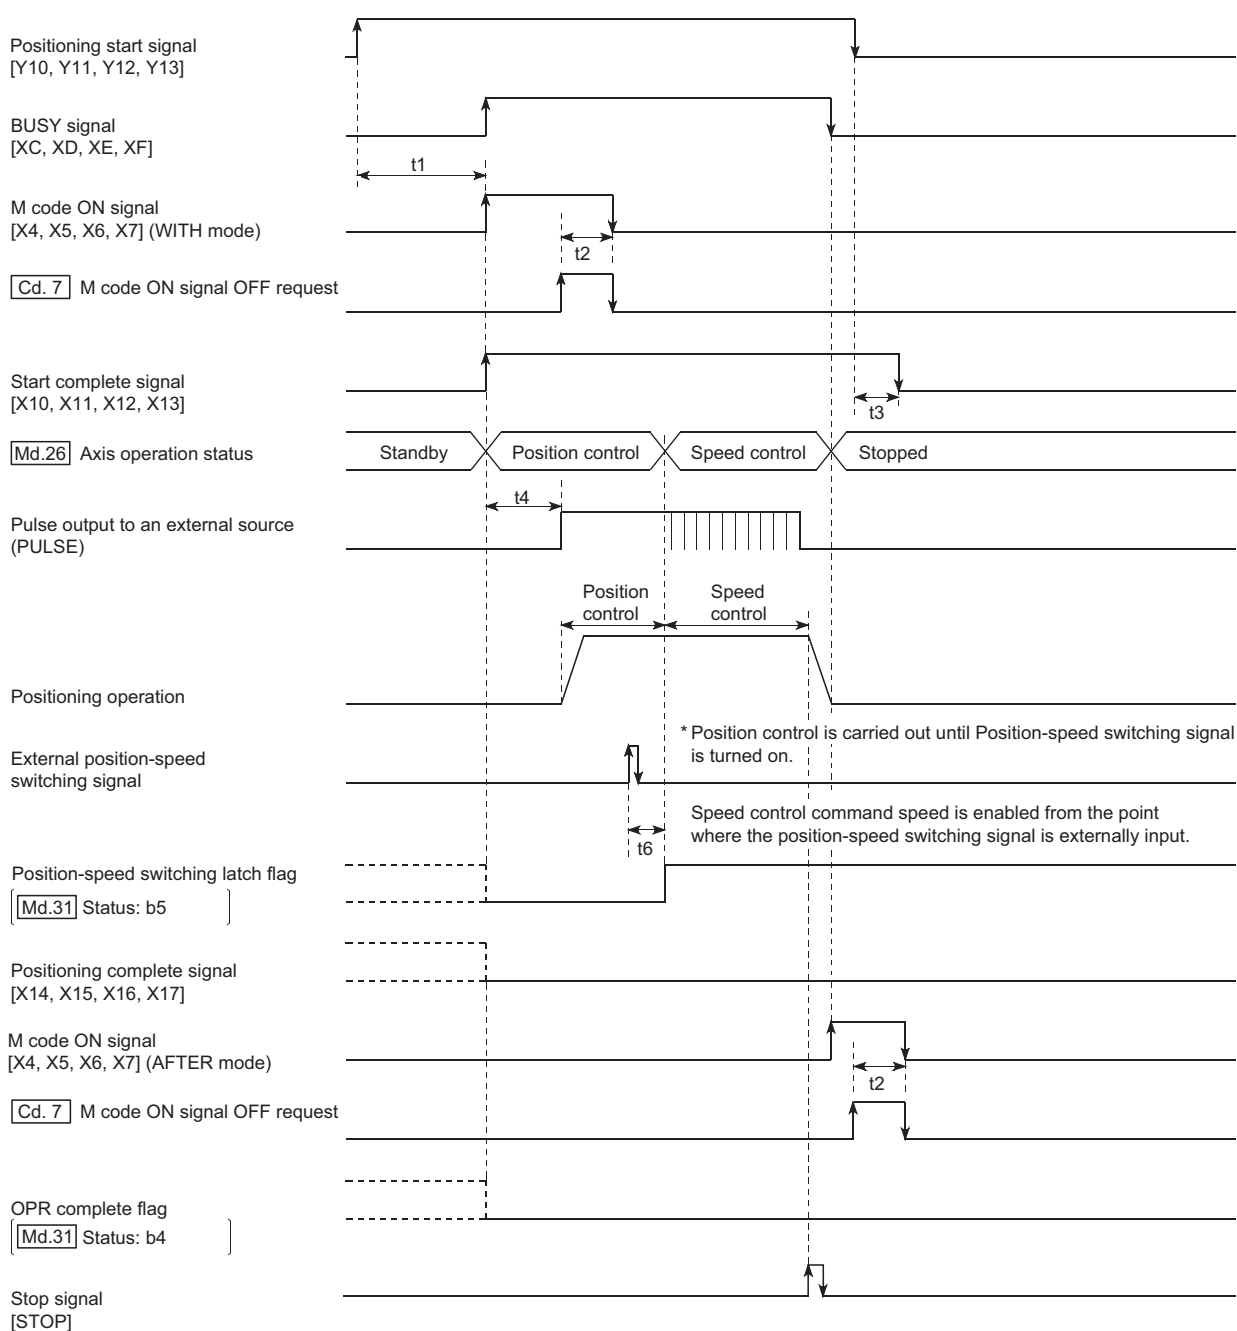 Positioning start signal
[Y10, Y11, Y12, Y13]
BUSY signal
[XC, XD, XE, XF]
t1
M code ON signal
[X4, X5, X6, X7] (WITH mode)
t2
Cd. 7 M code ON signal OFF request
Start complete signal
[X10, X11, X12, X13]
t3
Md.26 Axis operation status
Standby
Position control
Speed control
Stopped
t4
Pulse output to an external source
(PULSE)
Position
control
Speed
control
Positioning operation
* Position control is carried out until Position-speed switching signal
is turned on.
External position-speed
switching signal
Speed control command speed is enabled from the point
where the position-speed switching signal is externally input.
t6
Position-speed switching latch flag
Md.31 Status: b5
Positioning complete signal
[X14, X15, X16, X17]
M code ON signal
[X4, X5, X6, X7] (AFTER mode)
t2
Cd. 7 M code ON signal OFF request
OPR complete flag
Md.31 Status: b4
Stop signal
[STOP]